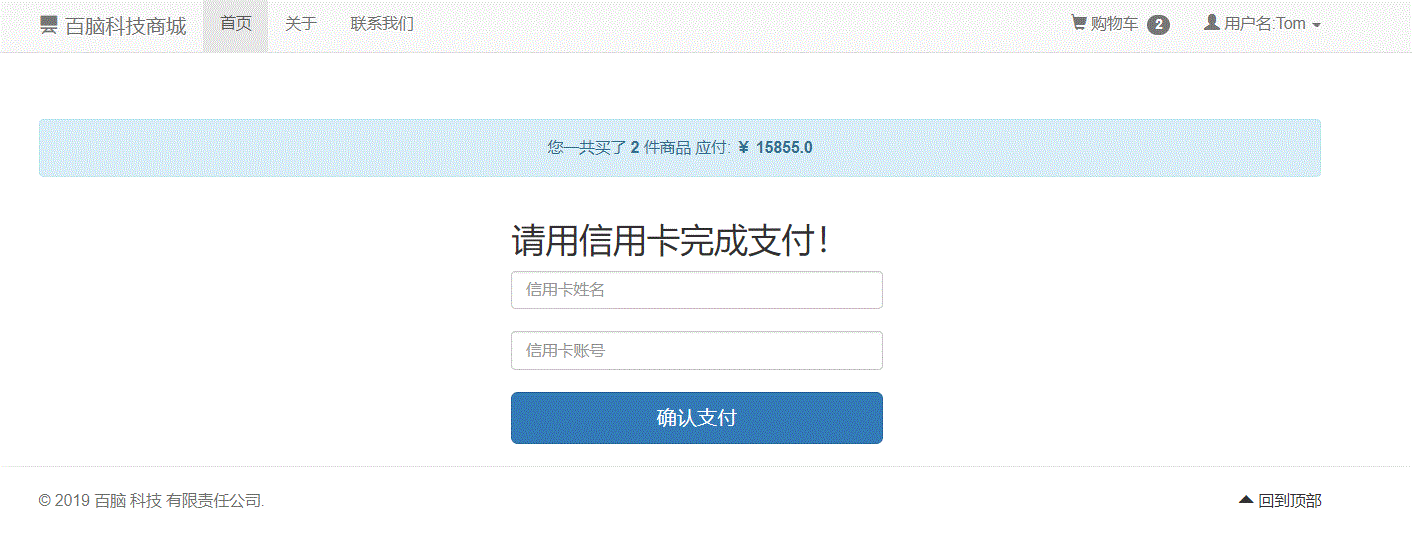 百脑科技商城 首页 关于 联系我们 购物车 2 用户名:Tom
您一共买了 2 件商品 应付: ¥ 15855.0
请用信用卡完成支付！
信用卡姓名
信用卡账号
确认支付
© 2019 百脑 科技 有限责任公司. 回到顶部